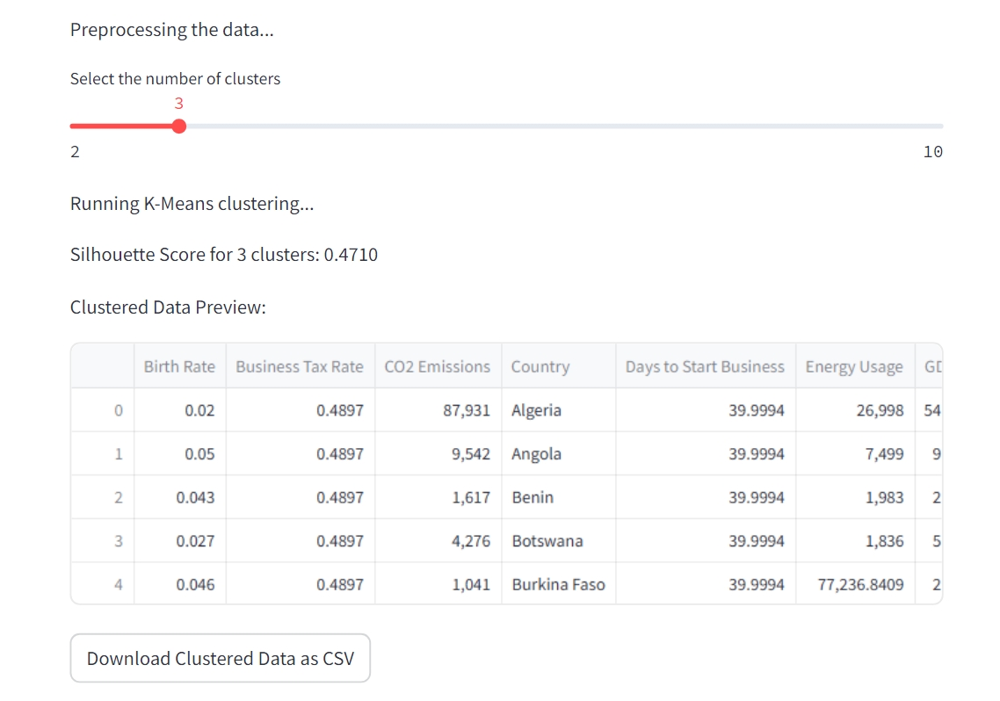 Preprocessing the data...
Select the number of clusters
3
2 10
Running K-Means clustering...
Silhouette Score for 3 clusters: 0.4710
Clustered Data Preview:
Birth Rate Business Tax Rate CO2 Emissions Country Days to Start Business Energy Usage GD
0 0.02 0.4897 87,931 Algeria 39.9994 26,998 54
1 0.05 0.4897 9,542 Angola 39.9994 7,499 9
2 0.043 0.4897 1,617 Benin 39.9994 1,983 2
3 0.027 0.4897 4,276 Botswana 39.9994 1,836 5
4 0.046 0.4897 1,041 Burkina Faso 39.9994 77,236.8409 2
Download Clustered Data as CSV